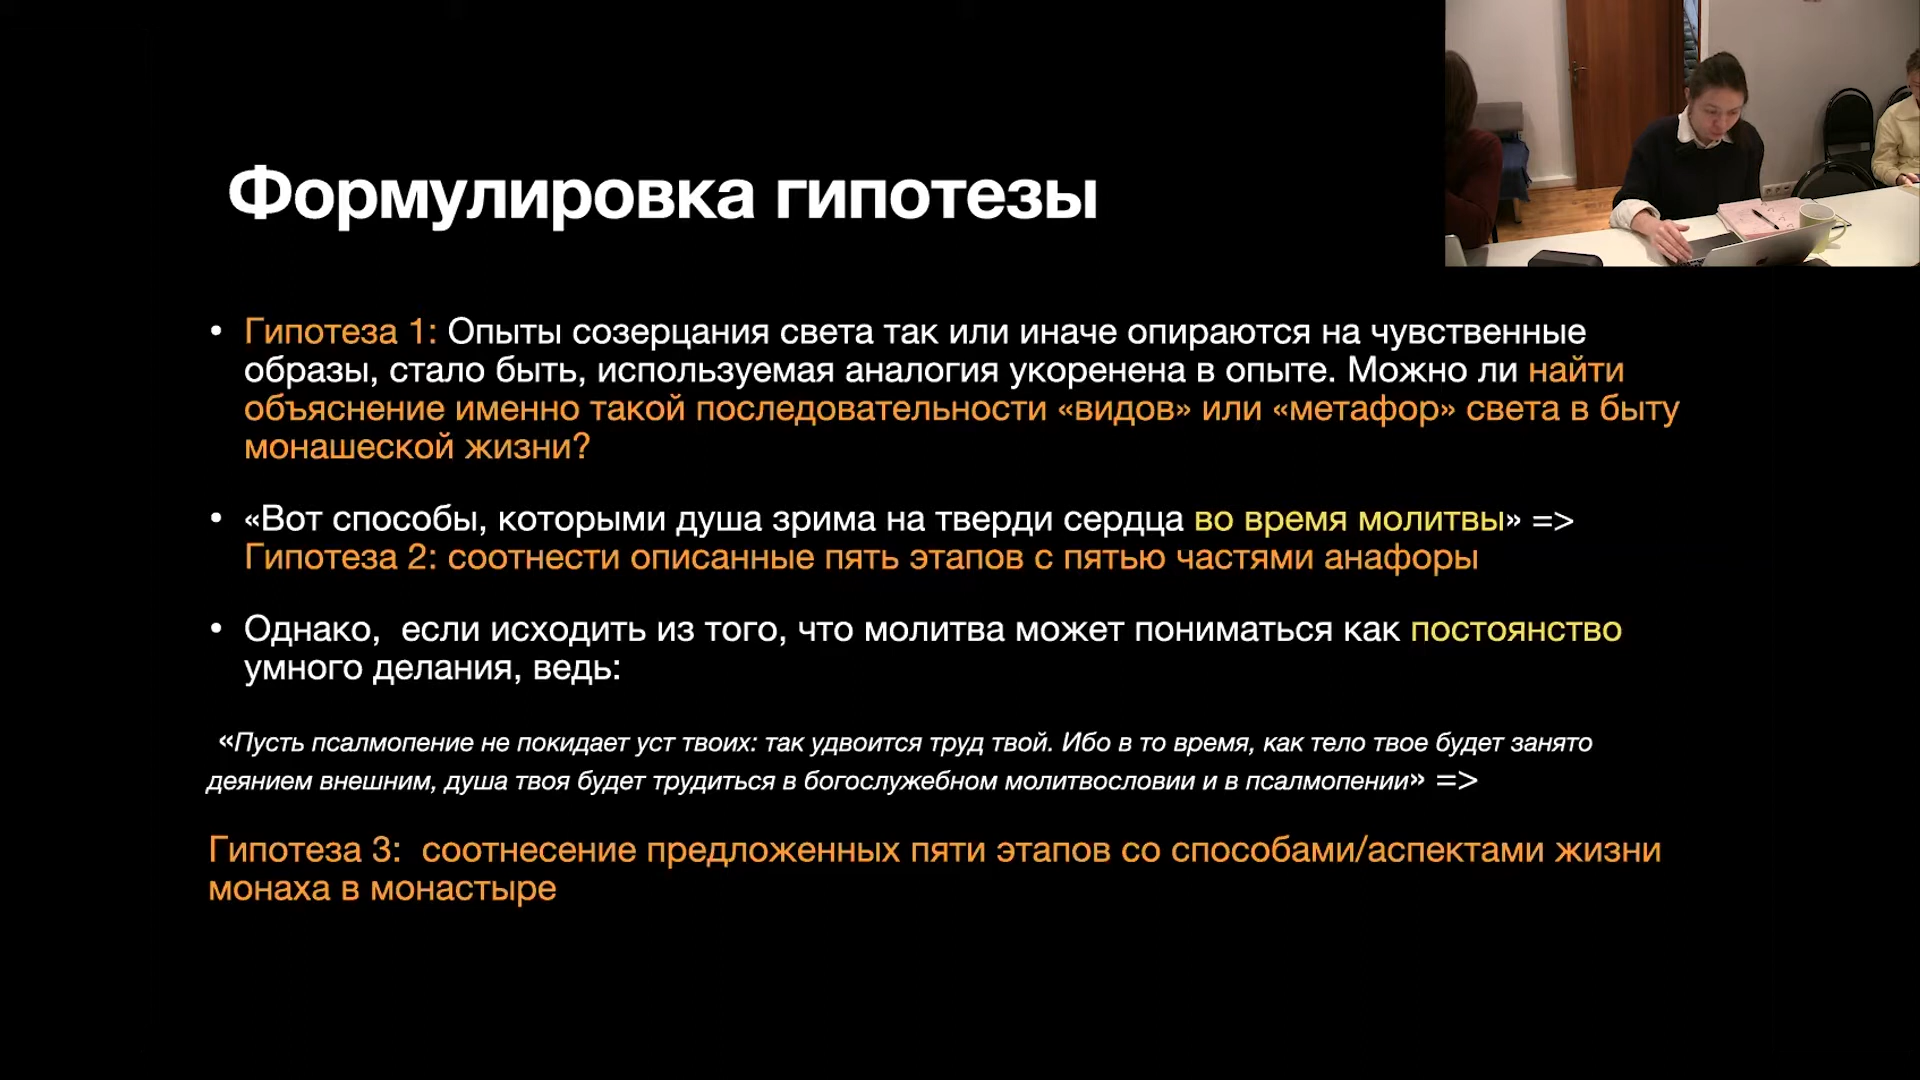 Формулировка гипотезы
• Гипотеза 1: Опыты созерцания света так или иначе опираются на чувственные
образы, стало быть, используемая аналогия укоренена в опыте. Можно ли найти
объяснение именно такой последовательности «видов» или «метафор» света в быту
монашеской жизни?
• «Вот способы, которыми душа зрима на тверди сердца во время молитвы» =>
Гипотеза 2: соотнести описанные пять этапов с пятью частями анафоры
• Однако,  если исходить из того, что молитва может пониматься как постоянство
умного делания, ведь:
«Пусть псалмопение не покидает уст твоих: так удвоится труд твой. Ибо в то время, как тело твое будет занято
деянием внешним, душа твоя будет трудиться в богослужебном молитвословии и в псалмопении» =>
Гипотеза 3:  соотнесение предложенных пяти этапов со способами/аспектами жизни
монаха в монастыре